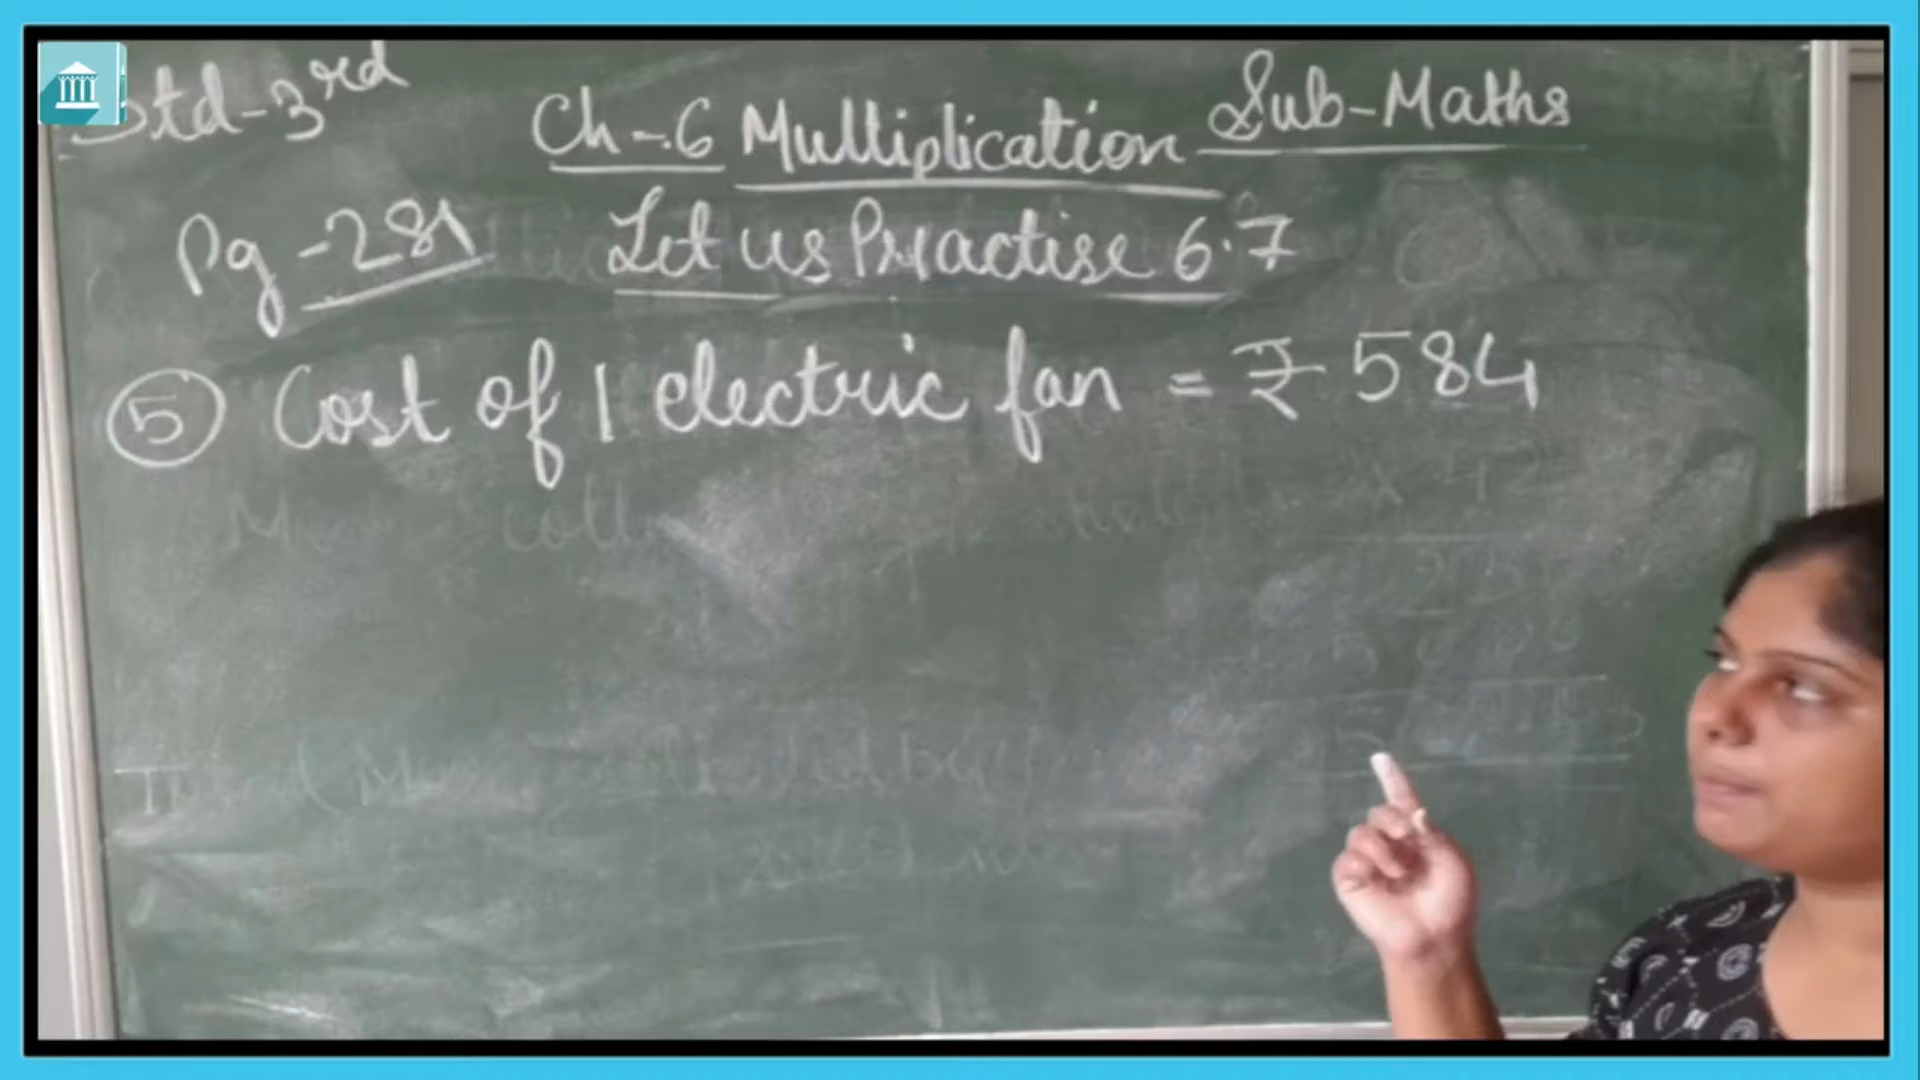 Std-3rd
Sub-Maths
Ch-6 Multiplication
Pg-281
Let us Practise 6.7
5 Cost of 1 electric fan = ₹ 584